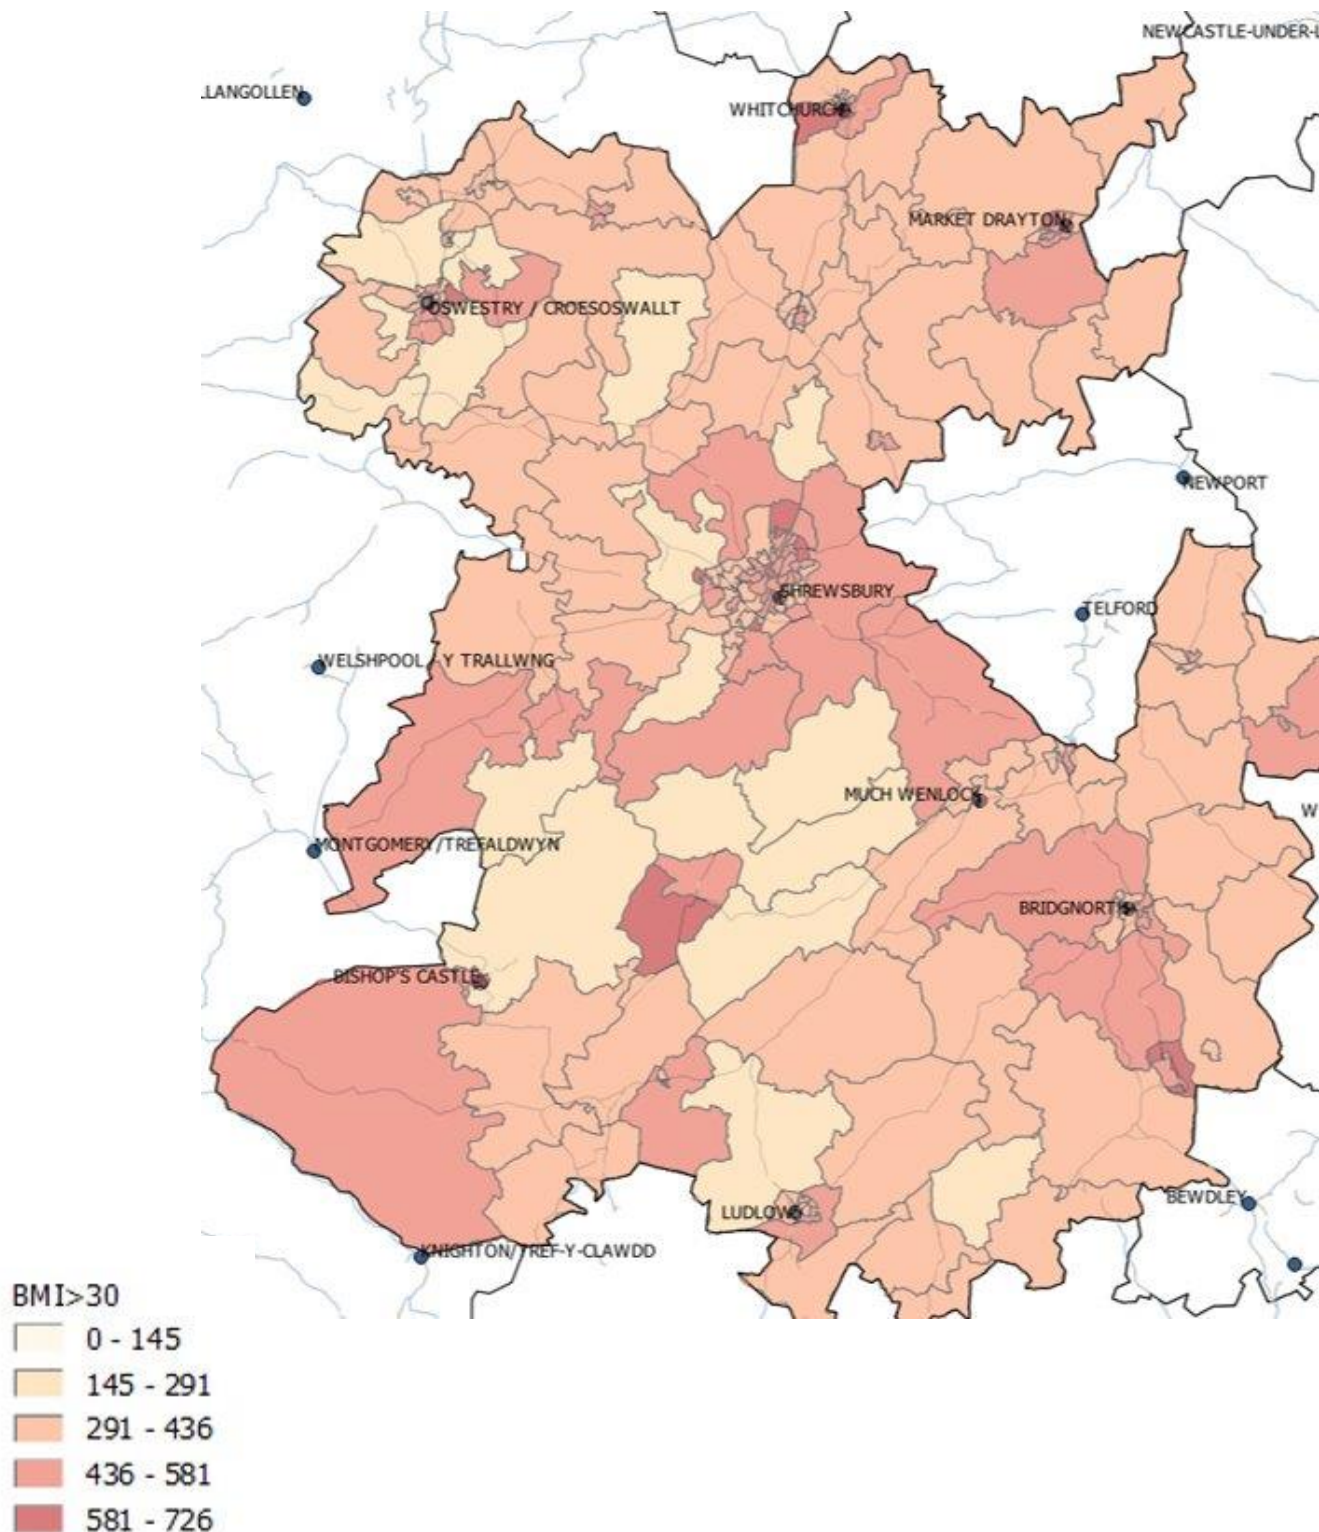 NEWCASTLE-UNDER-L
LLANGOLLEN
WHITCHURCH
MARKET DRAYTON
OSWESTRY / CROESOSWALLT
NEWPORT
SHREWSBURY
TELFORD
WELSHPOOL / Y TRALLWNG
MUCH WENLOCK
W
MONTGOMERY/TREFALDWYN
BRIDGNORTH
BISHOP'S CASTLE
BEWDLEY
LUDLOW
KNIGHTON/TREF-Y-CLAWDD
BMI>30
0 - 145
145 - 291
291 - 436
436 - 581
581 - 726